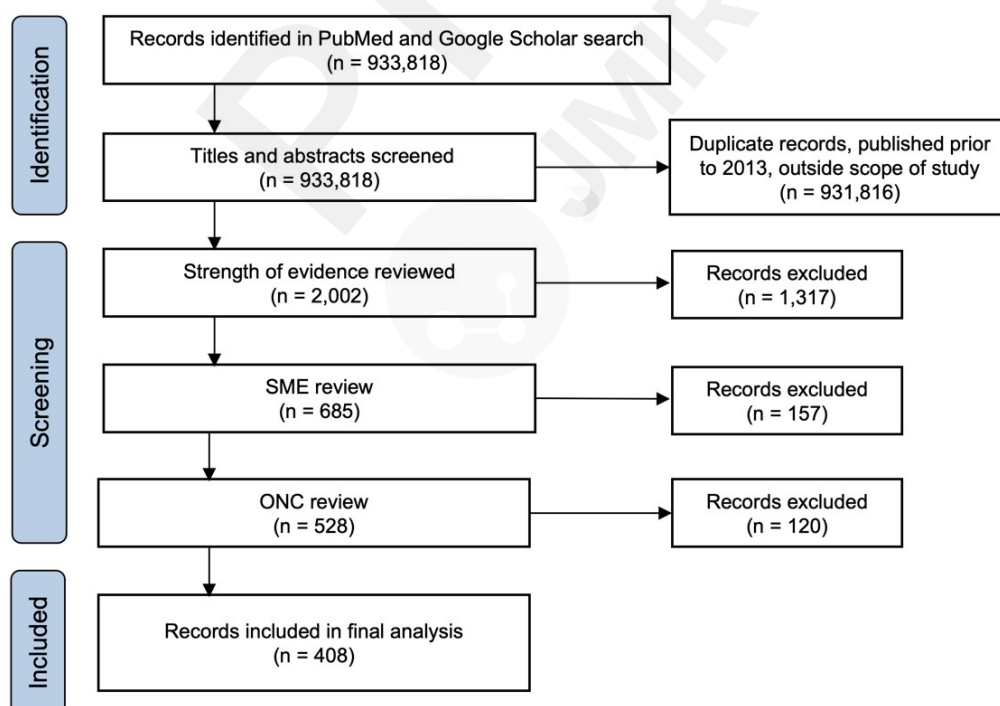 Identification
Records identified in PubMed and Google Scholar search
(n = 933,818)
Titles and abstracts screened
(n = 933,818)
Duplicate records, published prior
to 2013, outside scope of study
(n = 931,816)
Screening
Strength of evidence reviewed
(n = 2,002)
Records excluded
(n = 1,317)
SME review
(n = 685)
Records excluded
(n = 157)
ONC review
(n = 528)
Records excluded
(n = 120)
Included
Records included in final analysis
(n = 408)
JMIR